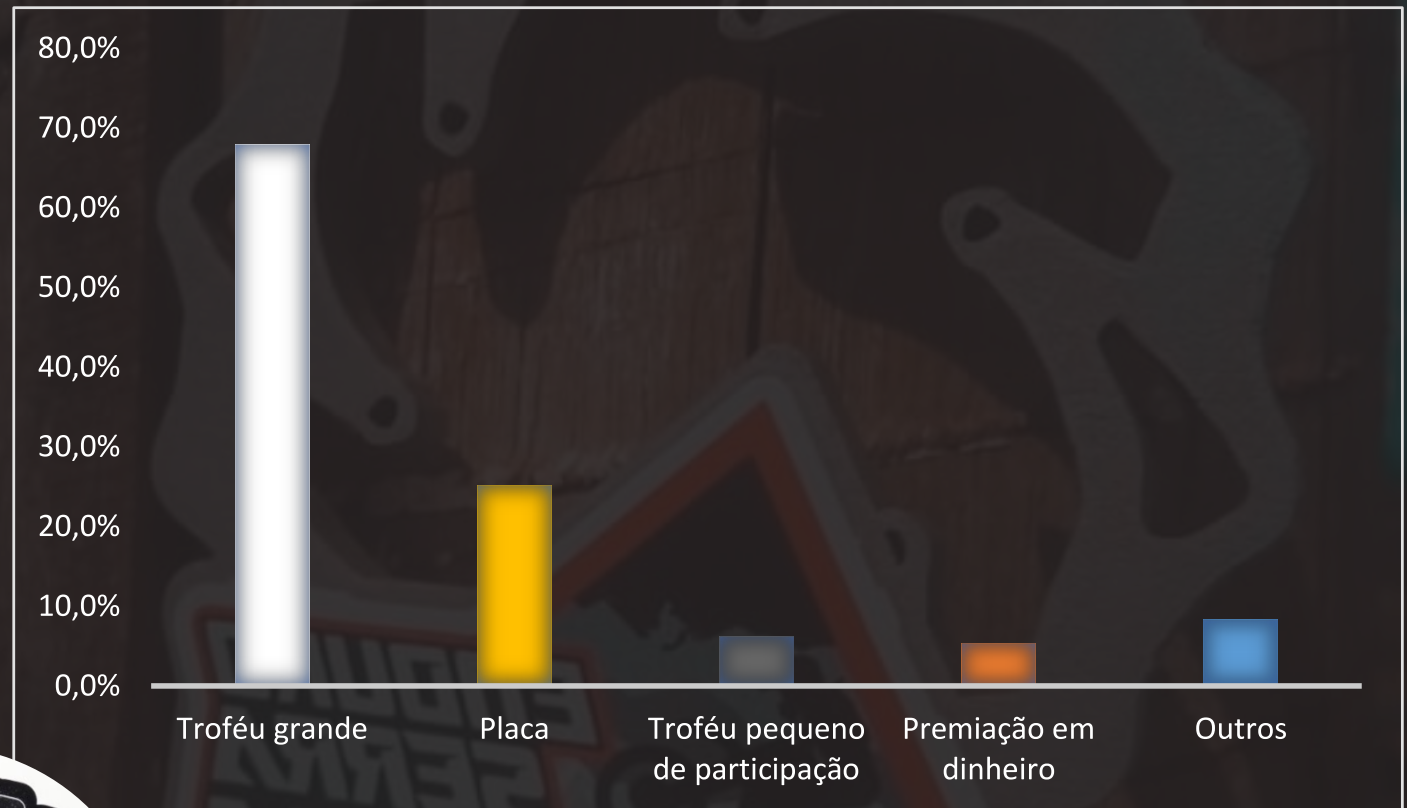 80,0%
70,0%
60,0%
50,0%
40,0%
30,0%
20,0%
10,0%
0,0%
Troféu grande
Placa
Troféu pequeno
de participação
Premiação em
dinheiro
Outros